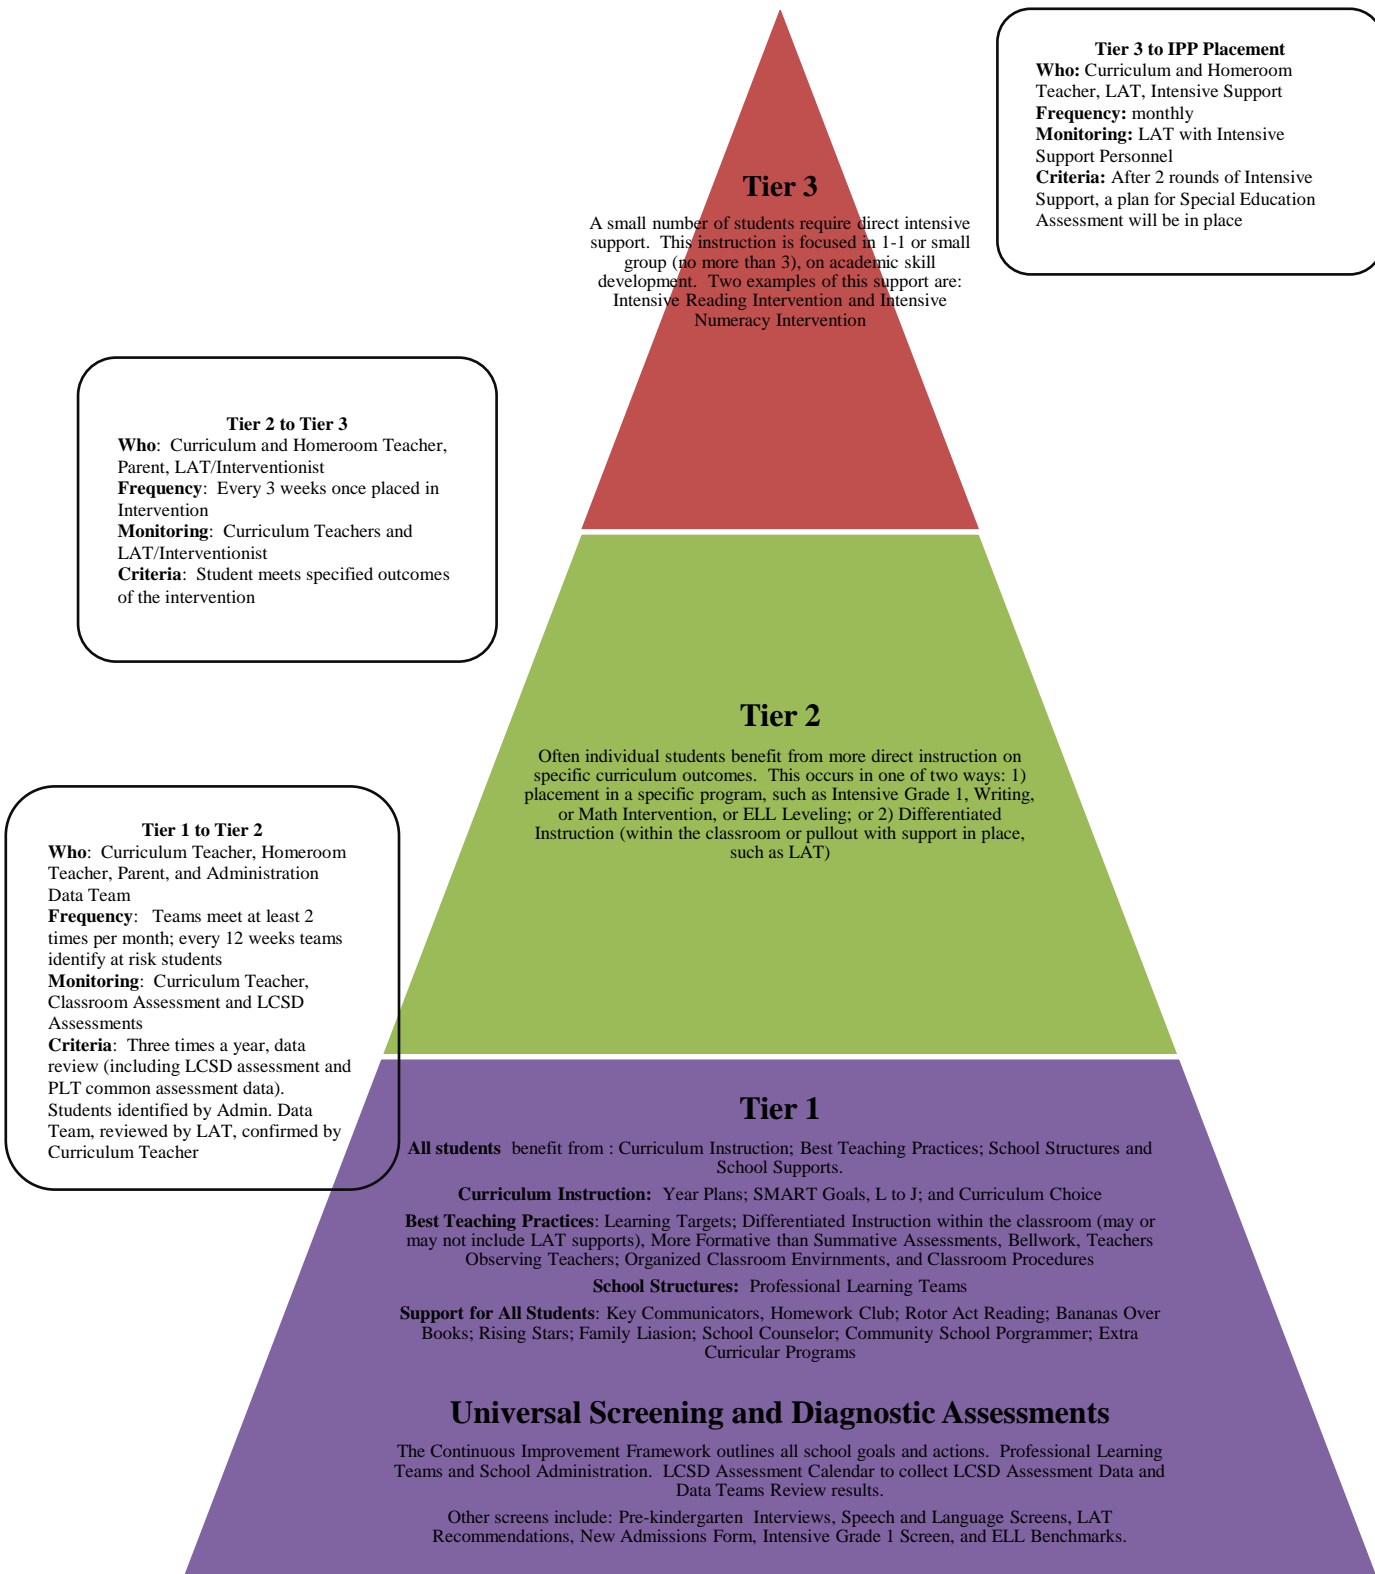 Tier 3 to IPP Placement
Who: Curriculum and Homeroom
Teacher, LAT, Intensive Support
Frequency: monthly
Monitoring: LAT with Intensive
Support Personnel
Criteria: After 2 rounds of Intensive
Support, a plan for Special Education
Assessment will be in place
Tier 3
A small number of students require direct intensive
support.  This instruction is focused in 1-1 or small
group (no more than 3), on academic skill
development.  Two examples of this support are:
Intensive Reading Intervention and Intensive
Numeracy Intervention
Tier 2 to Tier 3
Who:  Curriculum and Homeroom Teacher,
Parent, LAT/Interventionist
Frequency:  Every 3 weeks once placed in
Intervention
Monitoring:  Curriculum Teachers and
LAT/Interventionist
Criteria:  Student meets specified outcomes
of the intervention
Tier 2
Often individual students benefit from more direct instruction on
specific curriculum outcomes.  This occurs in one of two ways: 1)
placement in a specific program, such as Intensive Grade 1, Writing,
or Math Intervention, or ELL Leveling; or 2) Differentiated
Instruction (within the classroom or pullout with support in place,
such as LAT)
Tier 1 to Tier 2
Who:  Curriculum Teacher, Homeroom
Teacher, Parent, and Administration
Data Team
Frequency:   Teams meet at least 2
times per month; every 12 weeks teams
identify at risk students
Monitoring:  Curriculum Teacher,
Classroom Assessment and LCSD
Assessments
Criteria:  Three times a year, data
review (including LCSD assessment and
PLT common assessment data).
Students identified by Admin. Data
Team, reviewed by LAT, confirmed by
Curriculum Teacher
Tier 1
All students  benefit from : Curriculum Instruction; Best Teaching Practices; School Structures and
School Supports.
Curriculum Instruction:  Year Plans; SMART Goals, L to J; and Curriculum Choice
Best Teaching Practices: Learning Targets; Differentiated Instruction within the classroom (may or
may not include LAT supports), More Formative than Summative Assessments, Bellwork, Teachers
Observing Teachers; Organized Classroom Envirnments, and Classroom Procedures
School Structures:  Professional Learning Teams
Support for All Students: Key Communicators, Homework Club; Rotor Act Reading; Bananas Over
Books; Rising Stars; Family Liasion; School Counselor; Community School Porgrammer; Extra
Curricular Programs
Universal Screening and Diagnostic Assessments
The Continuous Improvement Framework outlines all school goals and actions.  Professional Learning
Teams and School Administration.  LCSD Assessment Calendar to collect LCSD Assessment Data and
Data Teams Review results.
Other screens include: Pre-kindergarten  Interviews, Speech and Language Screens, LAT
Recommendations, New Admissions Form, Intensive Grade 1 Screen, and ELL Benchmarks.